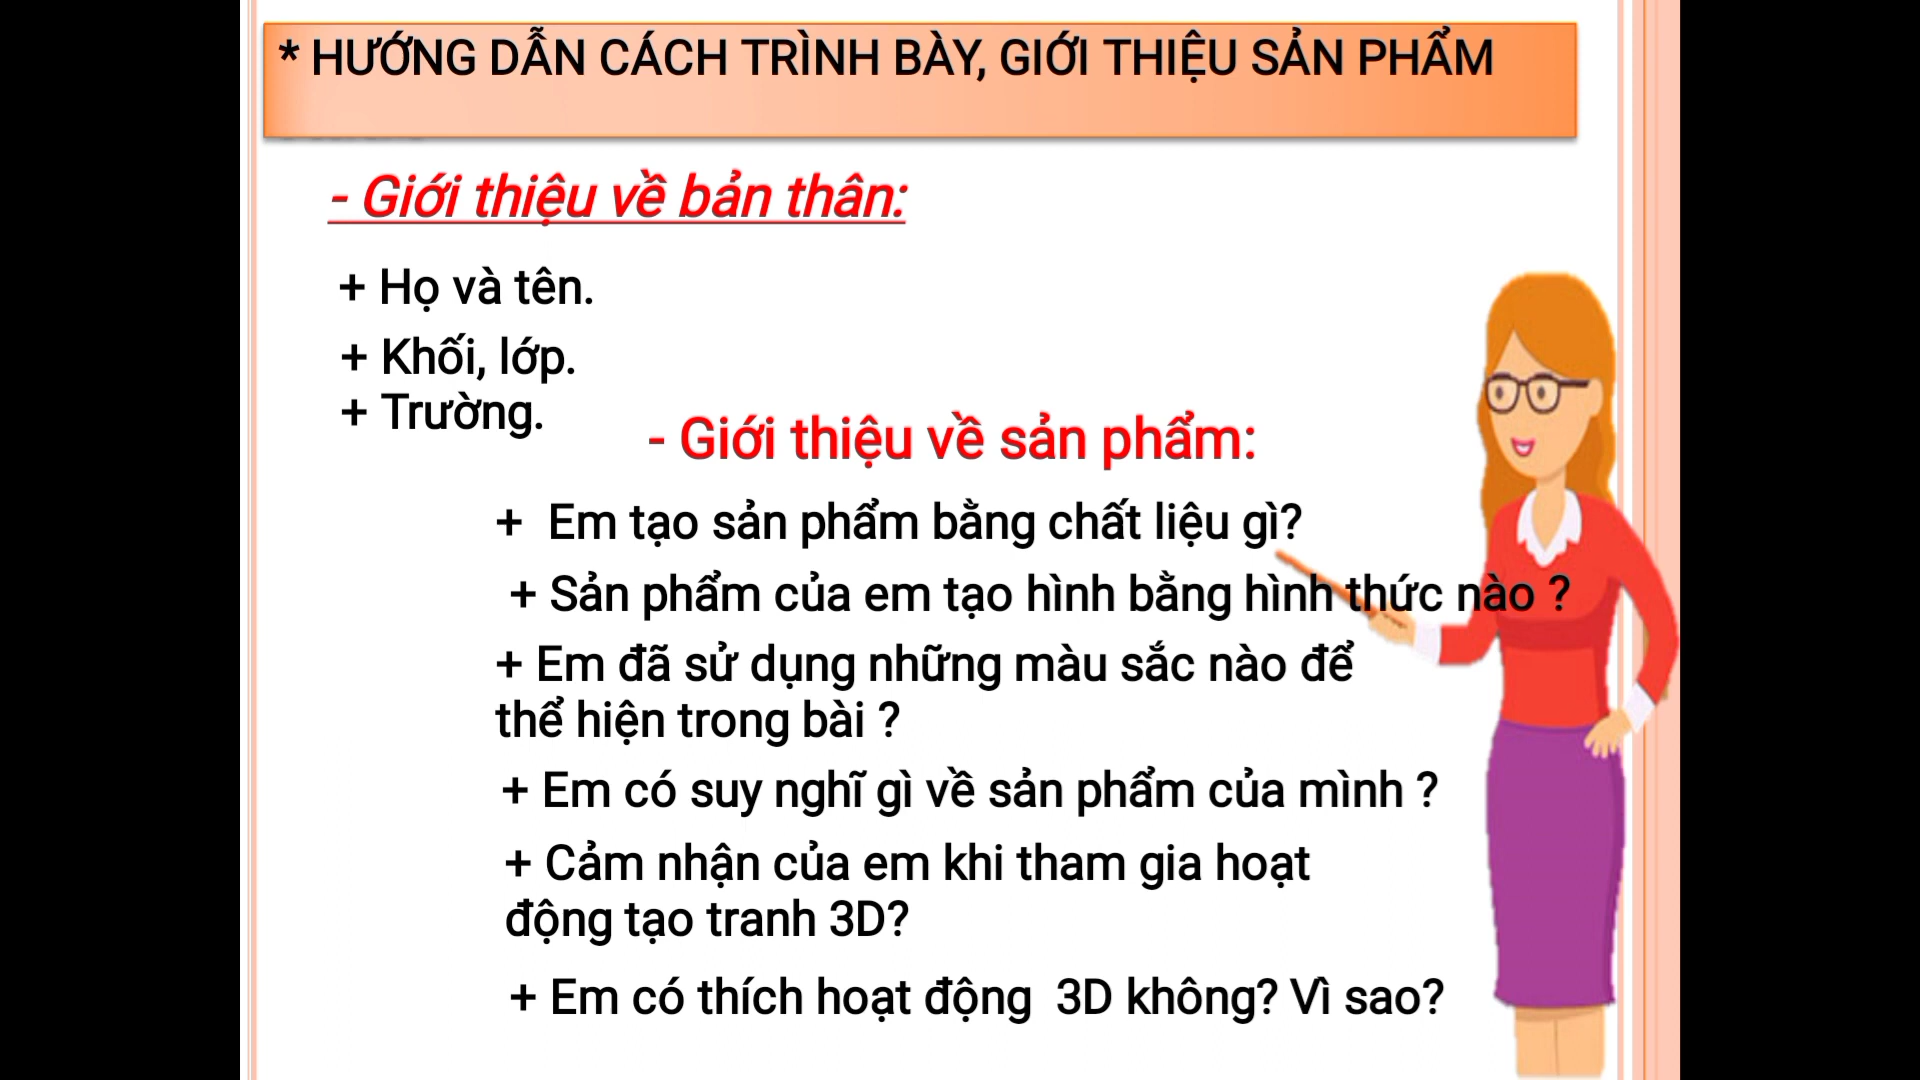 * HƯỚNG DẪN CÁCH TRÌNH BÀY, GIỚI THIỆU SẢN PHẨM
- Giới thiệu về bản thân:
+ Họ và tên.
+ Khối, lớp.
+ Trường.
- Giới thiệu về sản phẩm:
+ Em tạo sản phẩm bằng chất liệu gì?
+ Sản phẩm của em tạo hình bằng hình thức nào ?
+ Em đã sử dụng những màu sắc nào để
thể hiện trong bài ?
+ Em có suy nghĩ gì về sản phẩm của mình ?
+ Cảm nhận của em khi tham gia hoạt
động tạo tranh 3D?
+ Em có thích hoạt động 3D không? Vì sao?